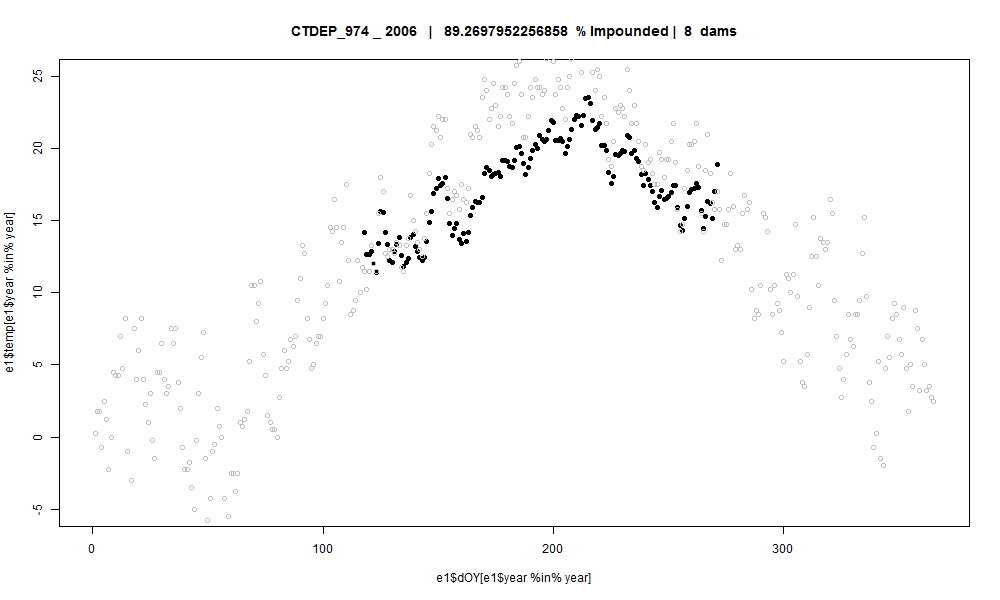 CTDEP_974 _ 2006 | 89.2697952256858 % Impounded | 8 dams
e1$temp[e1$year %in% year]
25
20
15
10
5
0
-5
0 100 200 300
e1$dOY[e1$year %in% year]